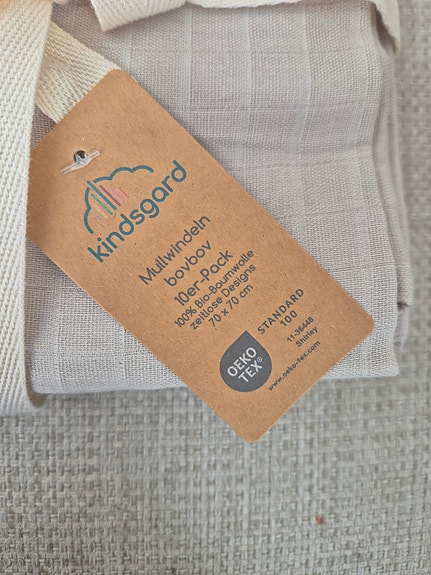 kindsgard
Mullwindeln
bovbov
10er-Pack
100% Bio-Baumwolle
zeitlose Designs
70 x 70 cm
OEKO
TEX®
STANDARD
100
11-36448
Shirley
www.oeko-tex.com